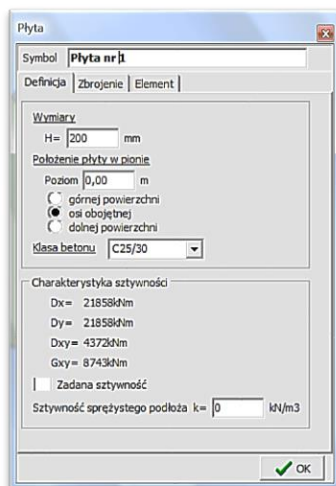 Płyta
Symbol Płyta nr 1
Definicja Zbrojenie Element
Wymiary
H= 200 mm
Położenie płyty w pionie
Poziom 0,00 m
górnej powierzchni
osi obojętnej
dolnej powierzchni
Klasa betonu C25/30
Charakterystyka sztywności
Dx= 21858kNm
Dy= 21858kNm
Dxy= 4372kNm
Gxy= 8743kNm
Zadana sztywność
Sztywność sprężystego podłoża k= 0 kN/m3
OK